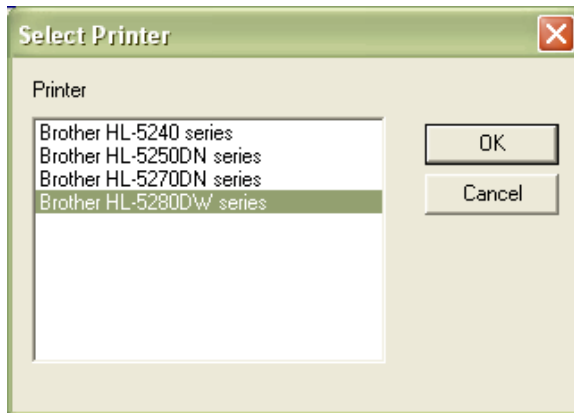 Select Printer
Printer
Brother HL-5240 series
Brother HL-5250DN series
Brother HL-5270DN series
Brother HL-5280DW series
OK
Cancel